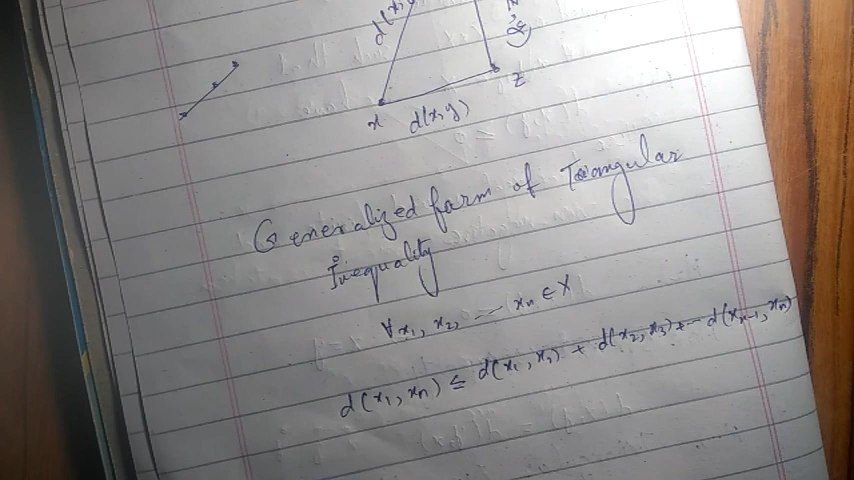 d(x,y
z
x
d(x,y)
Generalized form of Triangular
Inequality
∀x₁, x₂, — xₙ ∈ X
d(x₁, xₙ) ≤ d(x₁, x₂) + d(x₂, x₃) + — d(xₙ₋₁, xₙ)